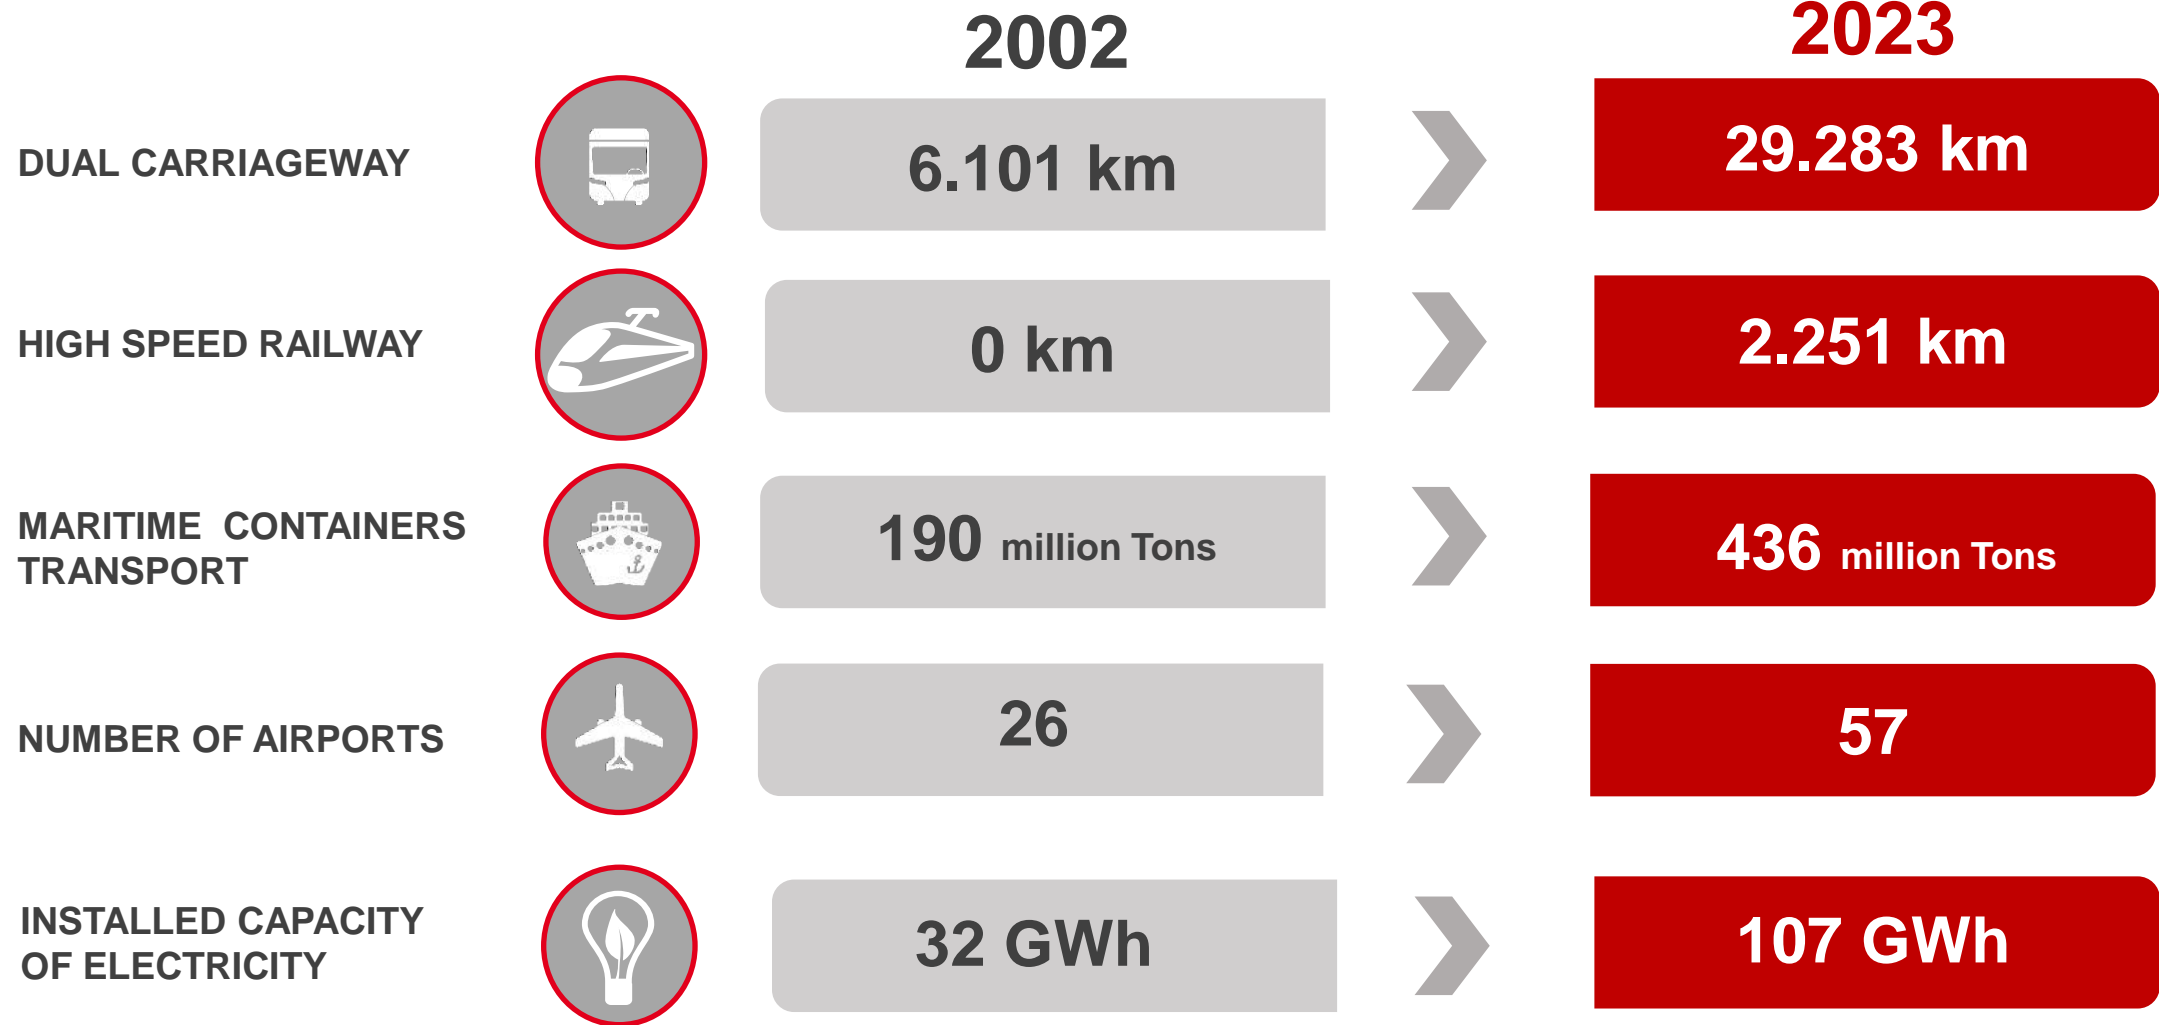 2002
2023
DUAL CARRIAGEWAY
6.101 km
29.283 km
HIGH SPEED RAILWAY
0 km
2.251 km
MARITIME CONTAINERS
TRANSPORT
190 million Tons
436 million Tons
NUMBER OF AIRPORTS
26
57
INSTALLED CAPACITY
OF ELECTRICITY
32 GWh
107 GWh